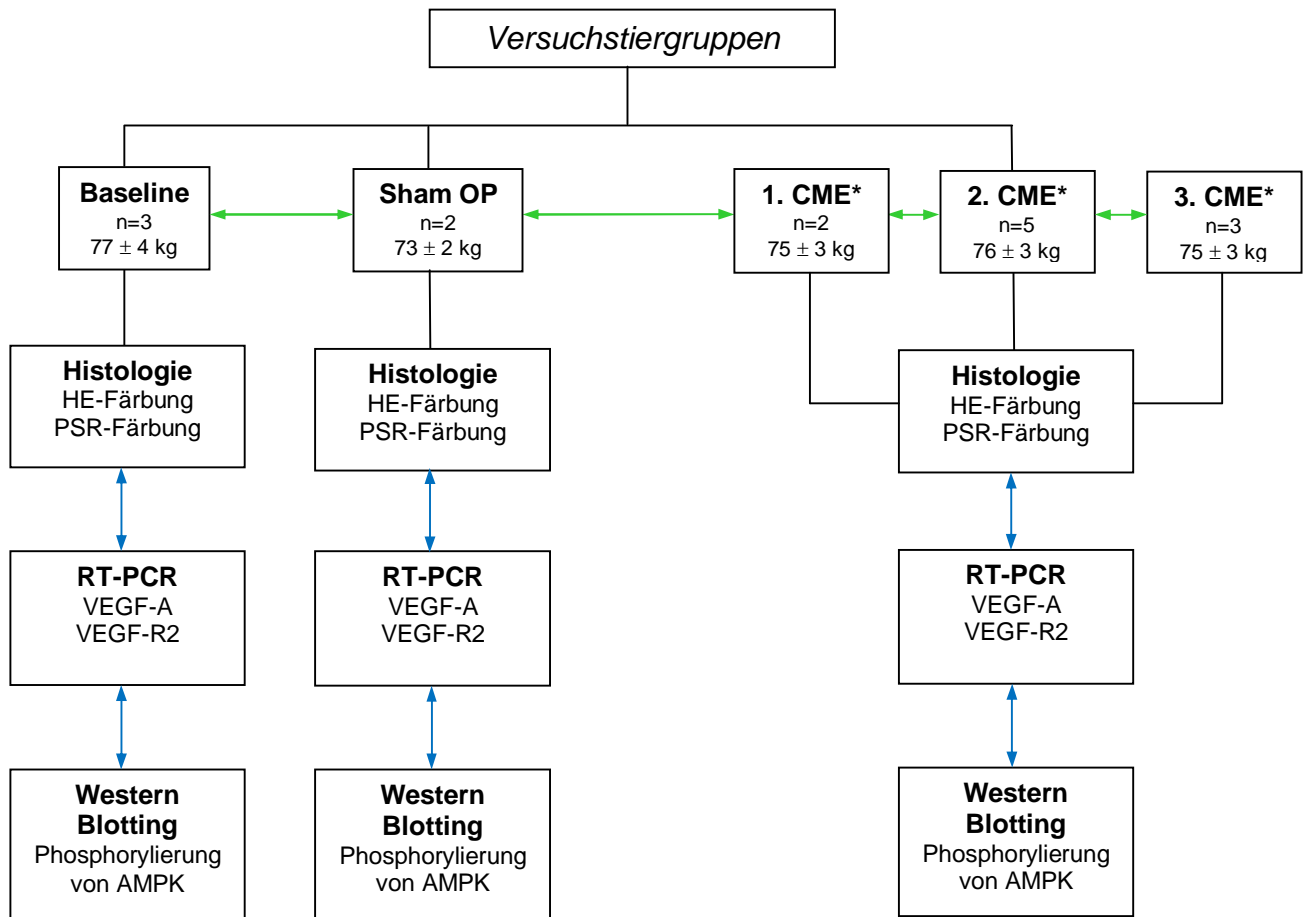 Versuchstiergruppen
Baseline
n=3
77 ± 4 kg
Sham OP
n=2
73 ± 2 kg
1. CME*
n=2
75 ± 3 kg
2. CME*
n=5
76 ± 3 kg
3. CME*
n=3
75 ± 3 kg
Histologie
HE-Färbung
PSR-Färbung
Histologie
HE-Färbung
PSR-Färbung
Histologie
HE-Färbung
PSR-Färbung
RT-PCR
VEGF-A
VEGF-R2
RT-PCR
VEGF-A
VEGF-R2
RT-PCR
VEGF-A
VEGF-R2
Western
Blotting
Phosphorylierung
von AMPK
Western
Blotting
Phosphorylierung
von AMPK
Western
Blotting
Phosphorylierung
von AMPK